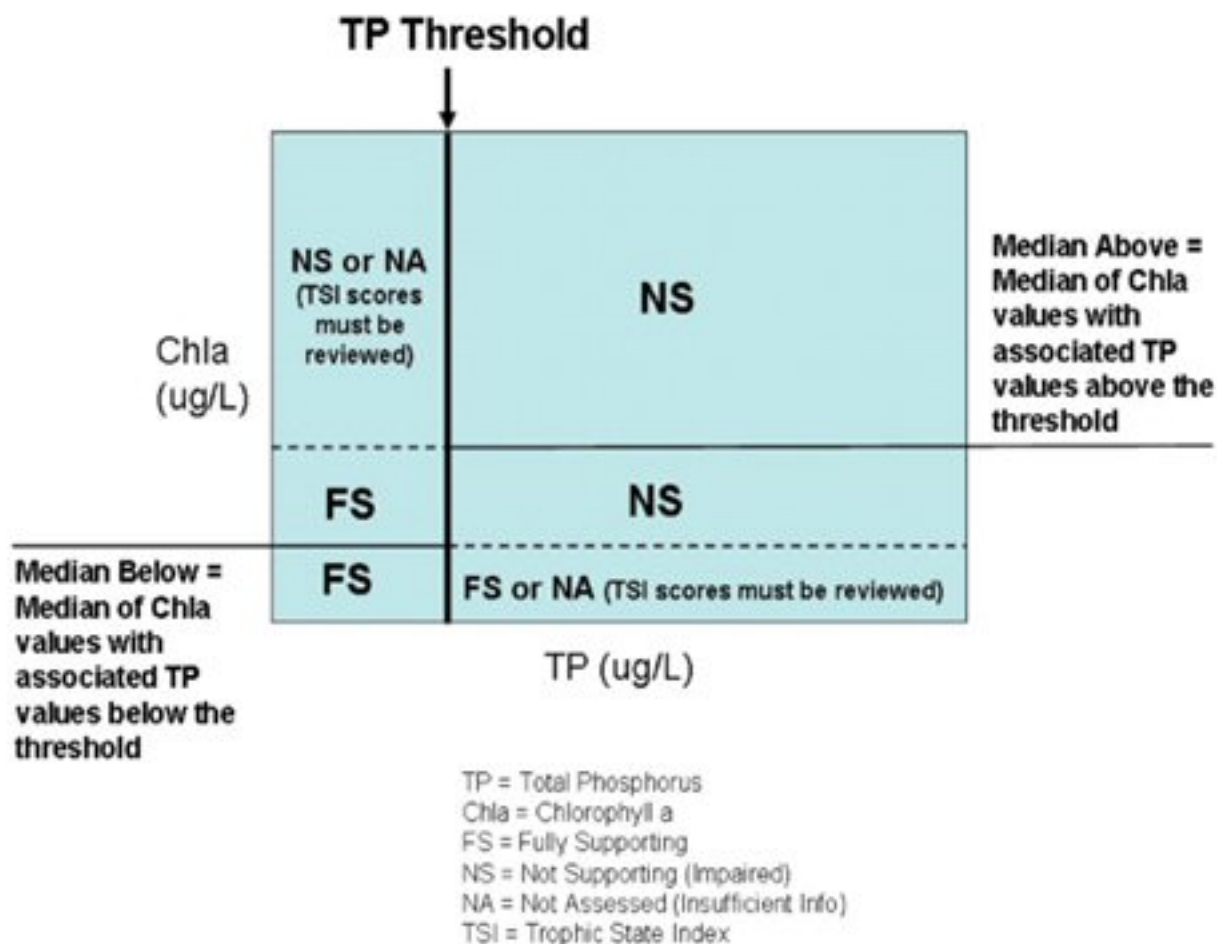 TP Threshold
NS or NA
(TSI scores
must be
reviewed)
NS
Median Above =
Median of Chla
values with
associated TP
values above the
threshold
Chla
(ug/L)
FS
NS
Median Below =
Median of Chla
values with
associated TP
values below the
threshold
FS
FS or NA (TSI scores must be reviewed)
TP (ug/L)
TP = Total Phosphorus
Chla = Chlorophyll a
FS = Fully Supporting
NS = Not Supporting (Impaired)
NA = Not Assessed (Insufficient Info)
TSI = Trophic State Index